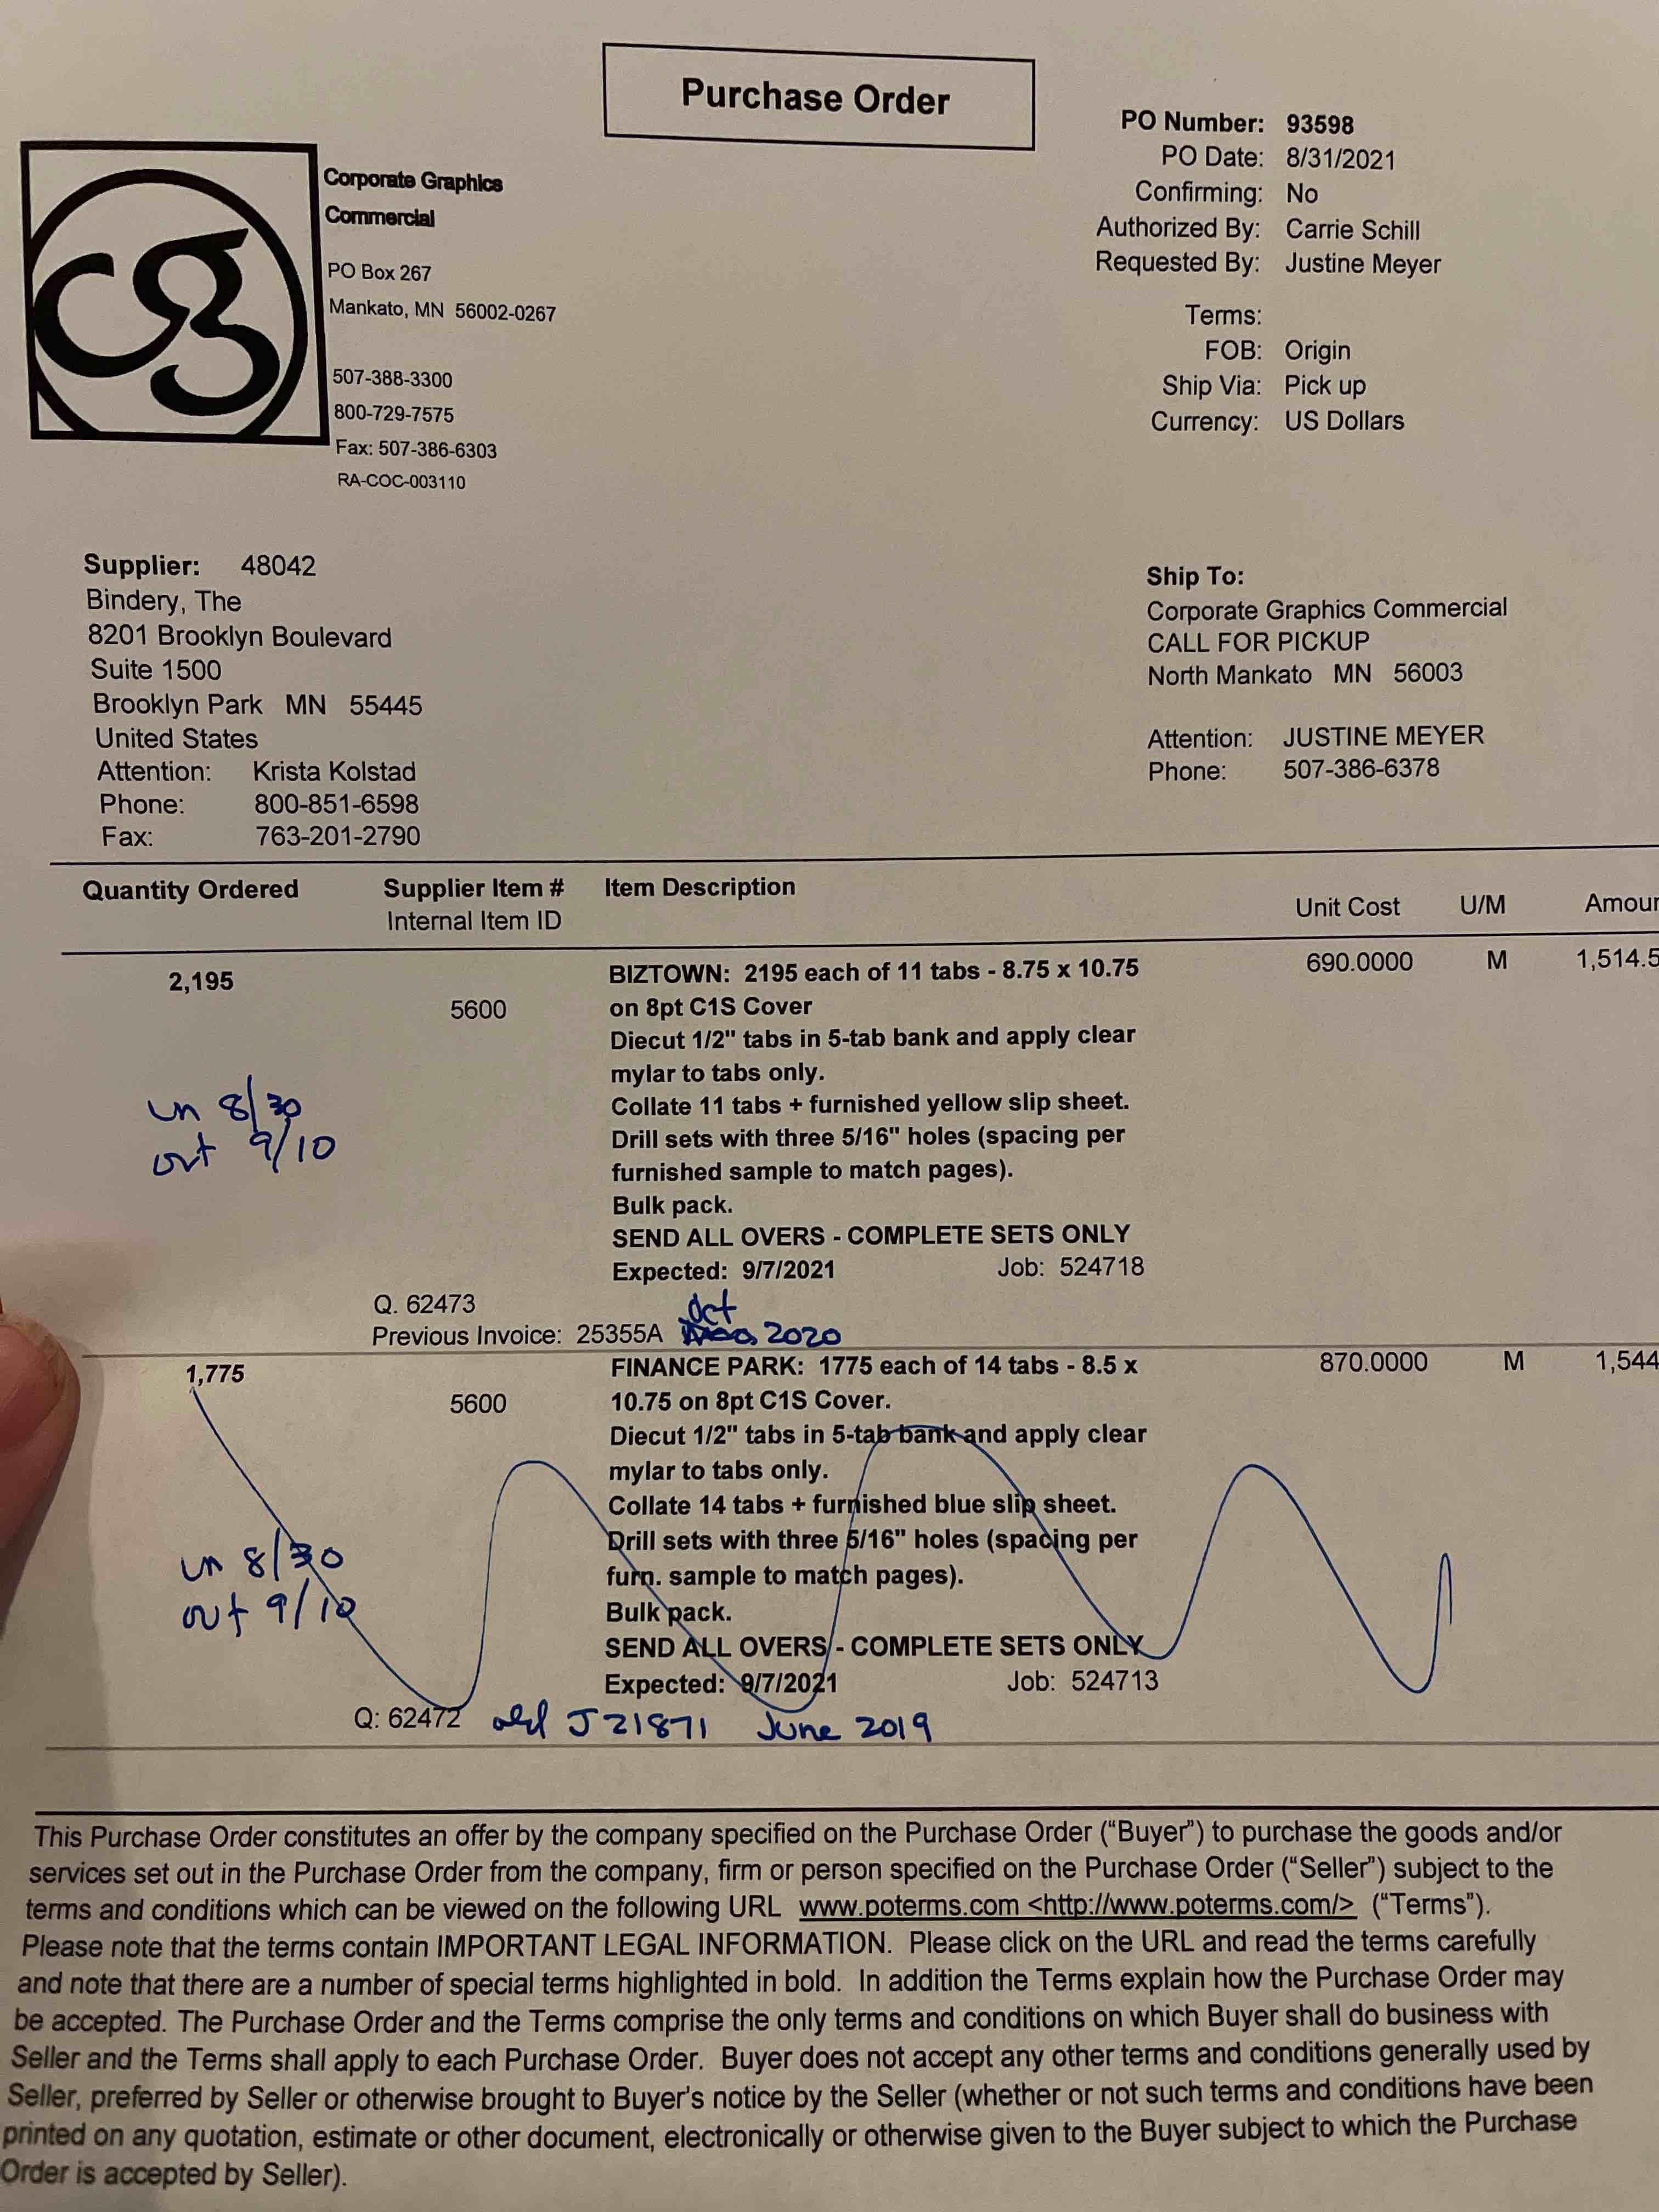 Purchase Order
cg
Corporate Graphics
Commercial
PO Box 267
Mankato, MN 56002-0267
507-388-3300
800-729-7575
Fax: 507-386-6303
RA-COC-003110
PO Number: 93598
PO Date: 8/31/2021
Confirming: No
Authorized By: Carrie Schill
Requested By: Justine Meyer
Terms:
FOB: Origin
Ship Via: Pick up
Currency: US Dollars
Supplier: 48042
Bindery, The
8201 Brooklyn Boulevard
Suite 1500
Brooklyn Park MN 55445
United States
Attention: Krista Kolstad
Phone: 800-851-6598
Fax: 763-201-2790
Ship To:
Corporate Graphics Commercial
CALL FOR PICKUP
North Mankato MN 56003
Attention: JUSTINE MEYER
Phone: 507-386-6378
Quantity Ordered Supplier Item # Item Description Unit Cost U/M Amour
Internal Item ID
2,195 BIZTOWN: 2195 each of 11 tabs - 8.75 x 10.75 690.0000 M 1,514.5
5600 on 8pt C1S Cover
Diecut 1/2" tabs in 5-tab bank and apply clear
mylar to tabs only.
in 8/30 Collate 11 tabs + furnished yellow slip sheet.
out 9/10 Drill sets with three 5/16" holes (spacing per
furnished sample to match pages).
Bulk pack.
SEND ALL OVERS - COMPLETE SETS ONLY
Expected: 9/7/2021 Job: 524718
Q. 62473 Oct
Previous Invoice: 25355A 2020
1,775 FINANCE PARK: 1775 each of 14 tabs - 8.5 x 870.0000 M 1,544
5600 10.75 on 8pt C1S Cover.
Diecut 1/2" tabs in 5-tab bank and apply clear
mylar to tabs only.
Collate 14 tabs + furnished blue slip sheet.
in 8/30 Drill sets with three 5/16" holes (spacing per
furn. sample to match pages).
out 9/10 Bulk pack.
SEND ALL OVERS - COMPLETE SETS ONLY
Expected: 9/7/2021 Job: 524713
Q: 62472 old J21871 June 2019
This Purchase Order constitutes an offer by the company specified on the Purchase Order (“Buyer”) to purchase the goods and/or
services set out in the Purchase Order from the company, firm or person specified on the Purchase Order (“Seller”) subject to the
terms and conditions which can be viewed on the following URL www.poterms.com <http://www.poterms.com/> (“Terms”).
Please note that the terms contain IMPORTANT LEGAL INFORMATION. Please click on the URL and read the terms carefully
and note that there are a number of special terms highlighted in bold. In addition the Terms explain how the Purchase Order may
be accepted. The Purchase Order and the Terms comprise the only terms and conditions on which Buyer shall do business with
Seller and the Terms shall apply to each Purchase Order. Buyer does not accept any other terms and conditions generally used by
Seller, preferred by Seller or otherwise brought to Buyer's notice by the Seller (whether or not such terms and conditions have been
printed on any quotation, estimate or other document, electronically or otherwise given to the Buyer subject to which the Purchase
Order is accepted by Seller).